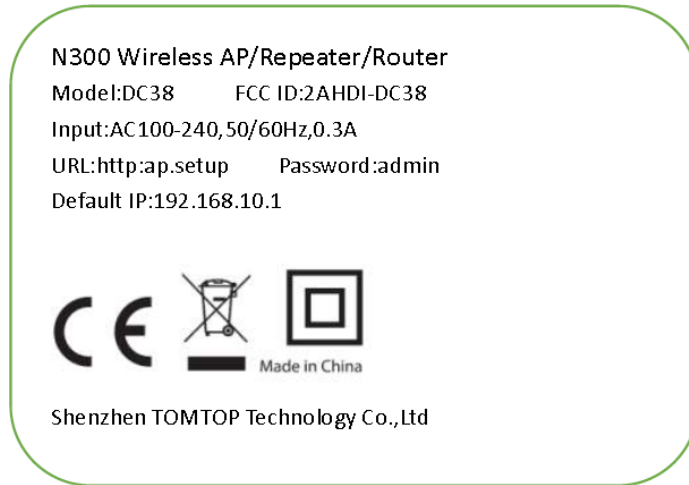 N300 Wireless AP/Repeater/Router
Model:DC38 FCC ID:2AHDI-DC38
Input:AC100-240,50/60Hz,0.3A
URL:http:ap.setup Password:admin
Default IP:192.168.10.1
CE
Made in China
Shenzhen TOMTOP Technology Co.,Ltd